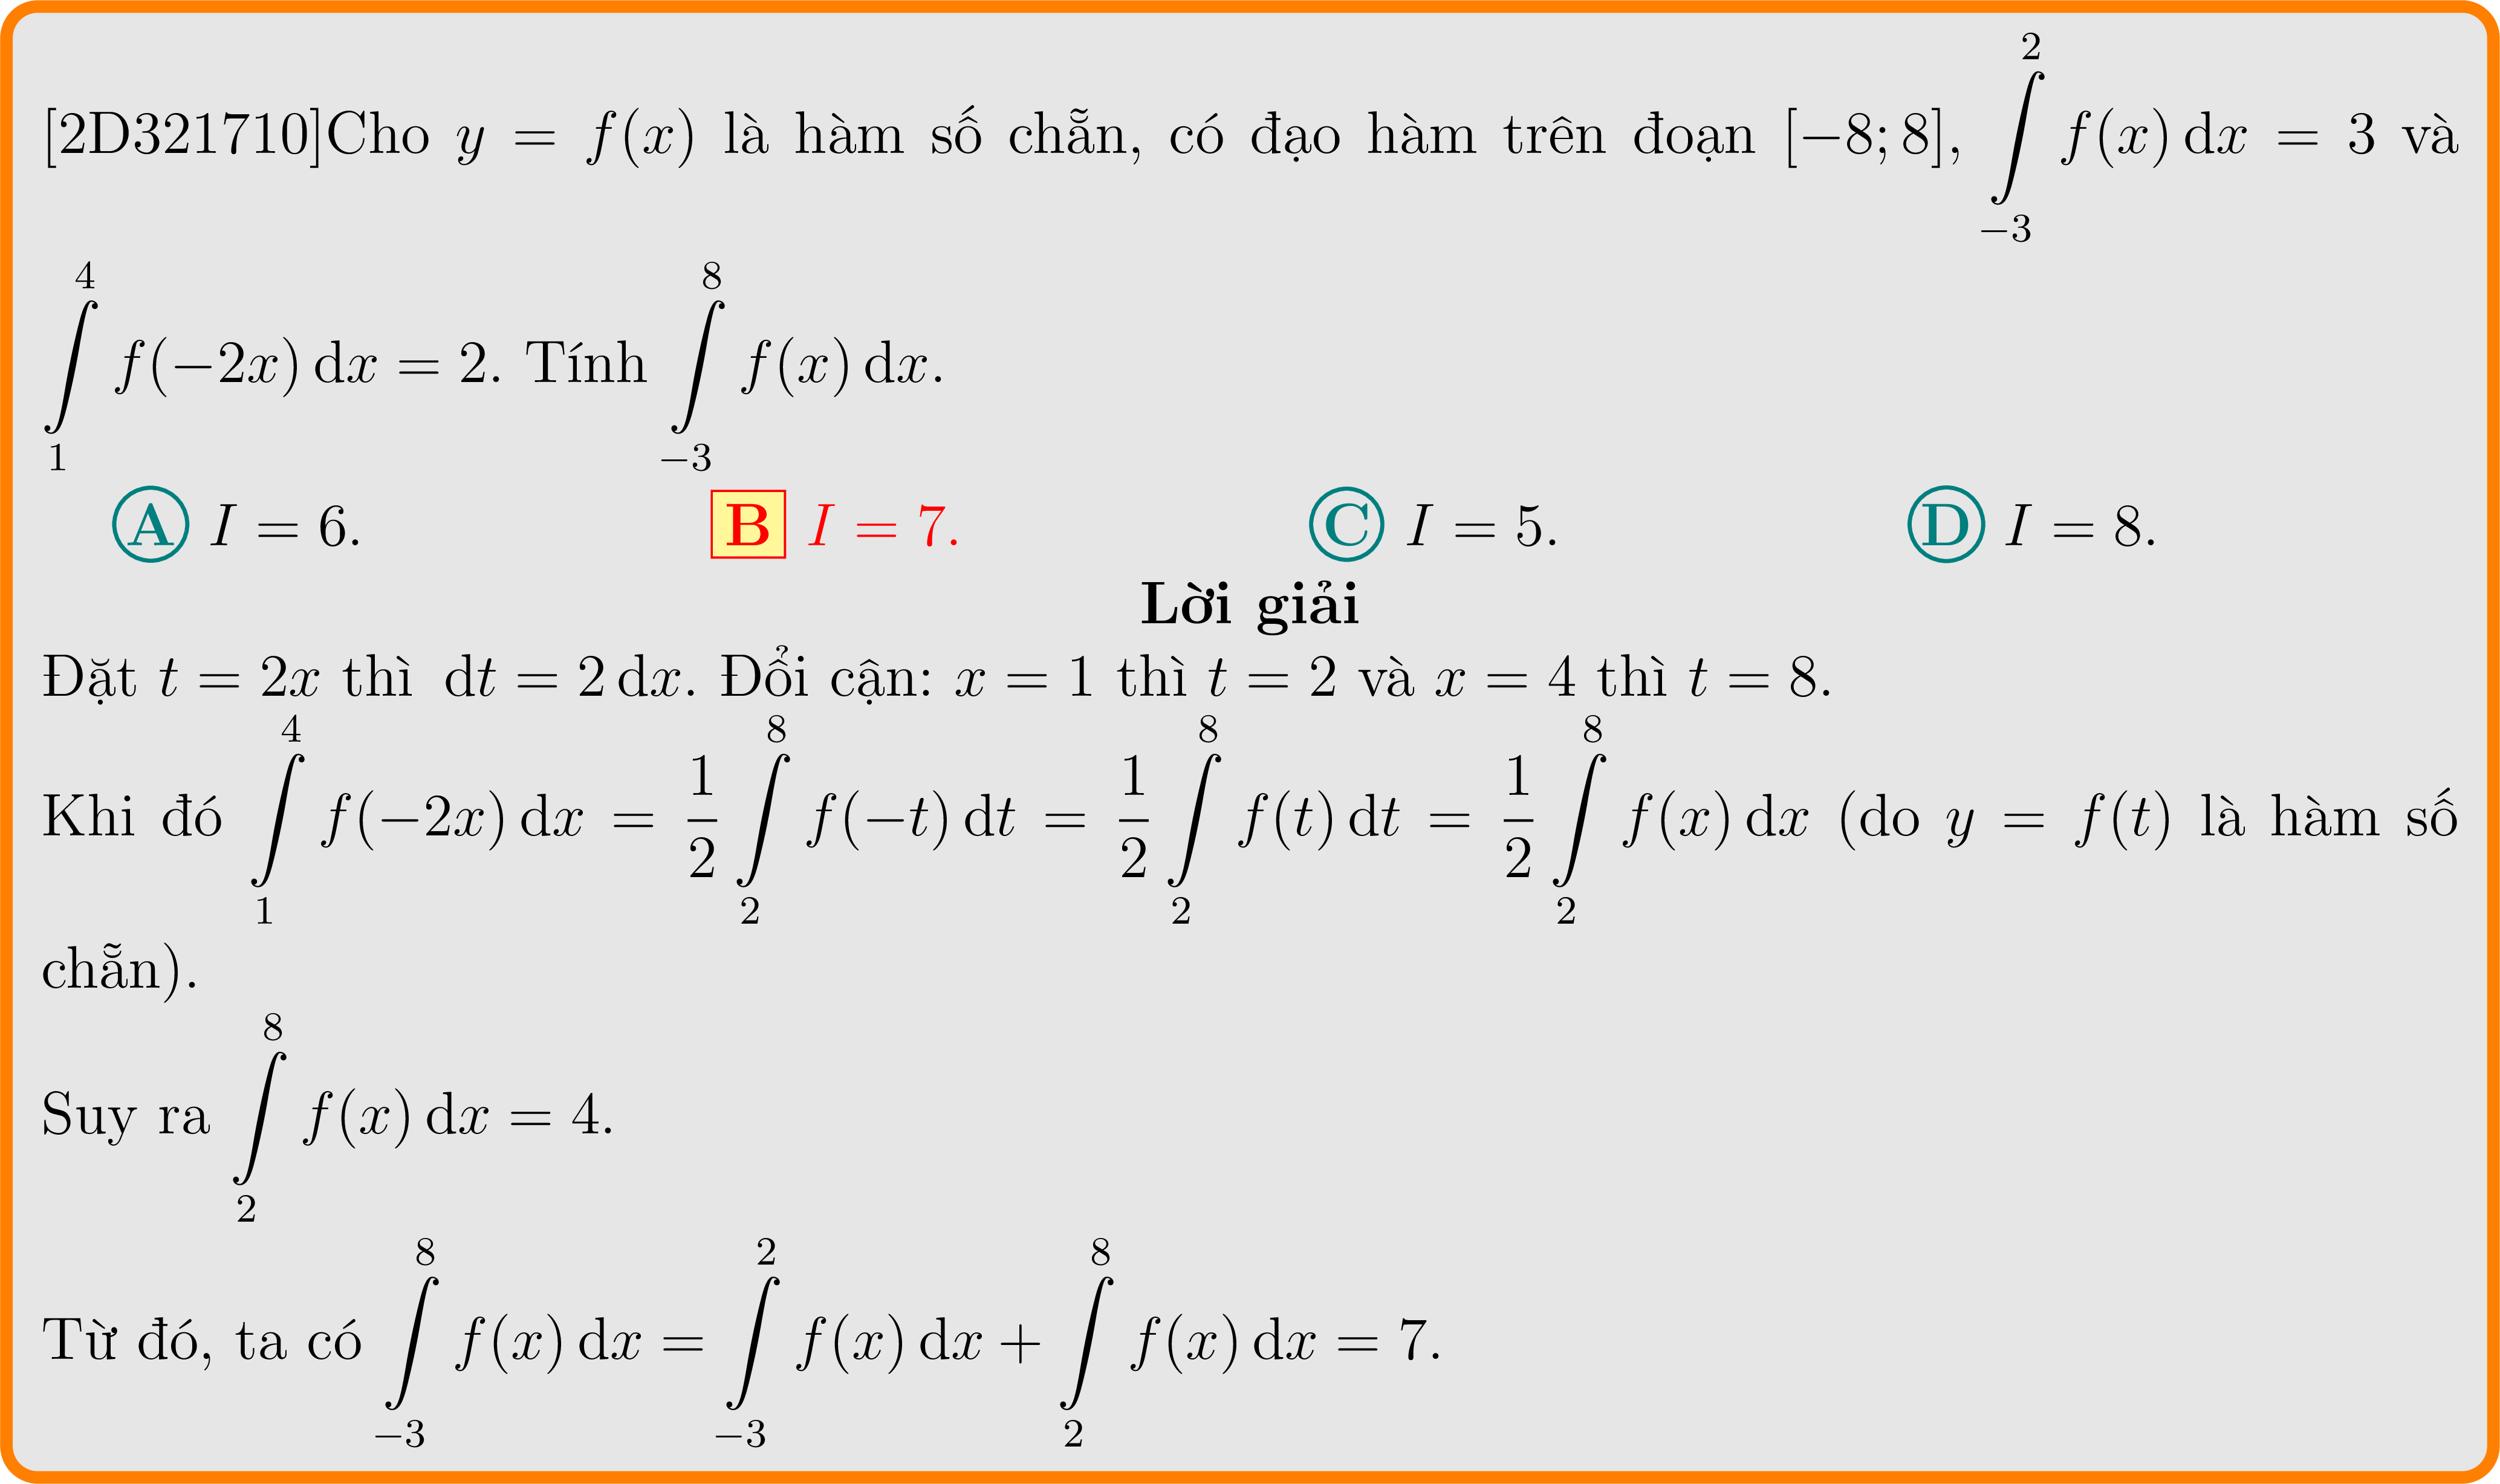 [2D321710]Cho $y = f(x)$ là hàm số chẵn, có đạo hàm trên đoạn $[-8; 8]$, $\int\limits_{-3}^{2} f(x)\,\mathrm{d}x = 3$ và
$\int\limits_{1}^{4} f(-2x)\,\mathrm{d}x = 2$. Tính $\int\limits_{-3}^{8} f(x)\,\mathrm{d}x$.
A $I = 6$. B $I = 7$. C $I = 5$. D $I = 8$.
Lời giải
Đặt $t = 2x$ thì $\mathrm{d}t = 2\,\mathrm{d}x$. Đổi cận: $x = 1$ thì $t = 2$ và $x = 4$ thì $t = 8$.
Khi đó $\int\limits_{1}^{4} f(-2x)\,\mathrm{d}x = \dfrac{1}{2}\int\limits_{2}^{8} f(-t)\,\mathrm{d}t = \dfrac{1}{2}\int\limits_{2}^{8} f(t)\,\mathrm{d}t = \dfrac{1}{2}\int\limits_{2}^{8} f(x)\,\mathrm{d}x$ (do $y = f(t)$ là hàm số
chẵn).
Suy ra $\int\limits_{2}^{8} f(x)\,\mathrm{d}x = 4$.
Từ đó, ta có $\int\limits_{-3}^{8} f(x)\,\mathrm{d}x = \int\limits_{-3}^{2} f(x)\,\mathrm{d}x + \int\limits_{2}^{8} f(x)\,\mathrm{d}x = 7$.